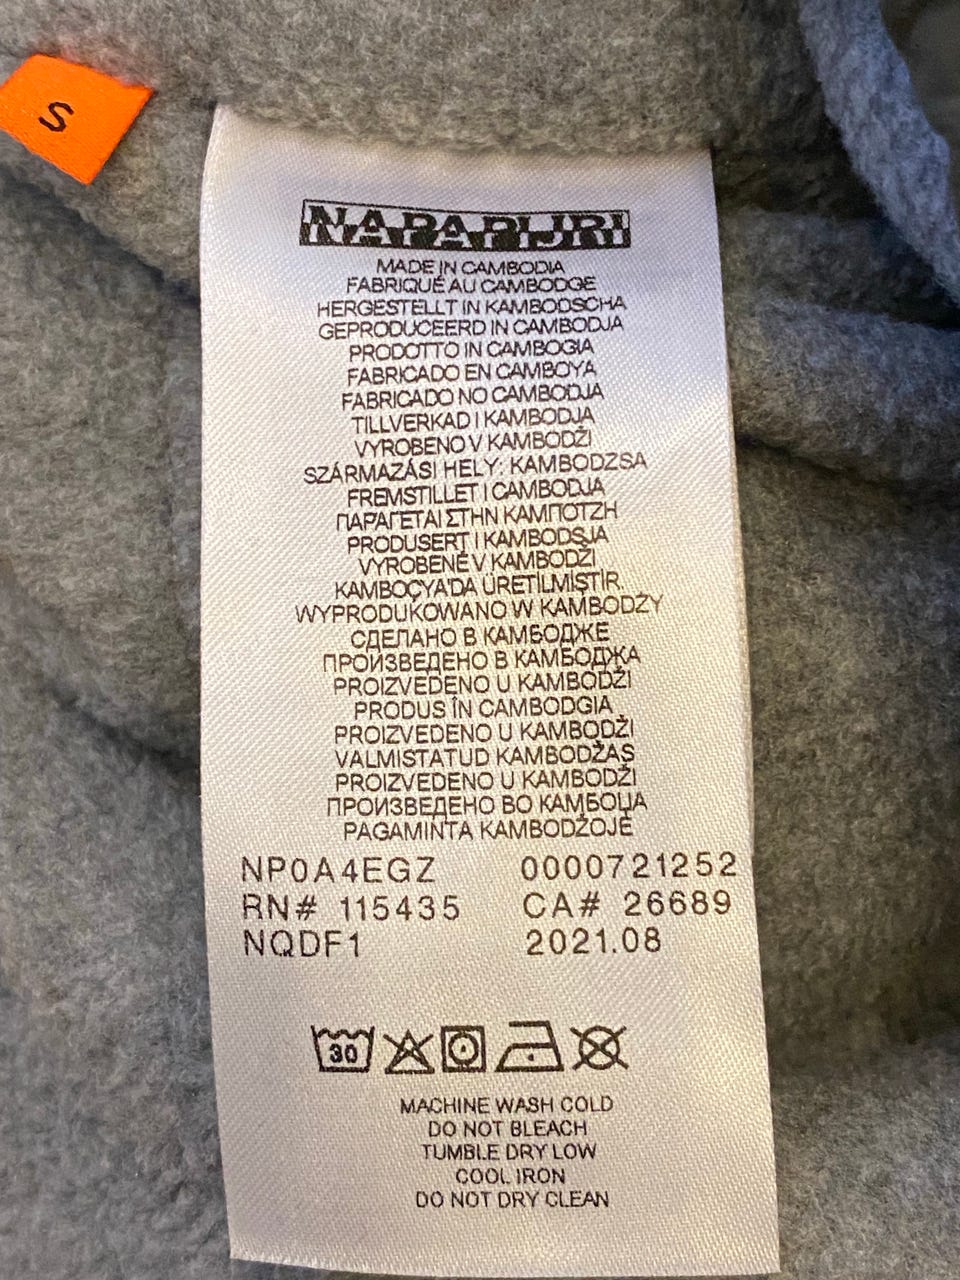 S
NAPAPIJRI
MADE IN CAMBODIA
FABRIQUÉ AU CAMBODGE
HERGESTELLT IN KAMBODSCHA
GEPRODUCEERD IN CAMBODJA
PRODOTTO IN CAMBOGIA
FABRICADO EN CAMBOYA
FABRICADO NO CAMBODJA
TILLVERKAD I KAMBODJA
VYROBENO V KAMBODŽI
SZÁRMAZÁSI HELY: KAMBODZSA
FREMSTILLET I CAMBODJA
ΠΑΡΑΓΕΤΑΙ ΣΤΗΝ ΚΑΜΠΟΤΖΗ
PRODUSERT I KAMBODSJA
VYROBENÉ V KAMBODŽI
KAMBOÇYA'DA ÜRETİLMİŞTİR
WYPRODUKOWANO W KAMBODŻY
СДЕЛАНО В КАМБОДЖЕ
ПРОИЗВЕДЕНО В КАМБОДЖА
PROIZVEDENO U KAMBODŽI
PRODUS ÎN CAMBODGIA
PROIZVEDENO U KAMBODŽI
VALMISTATUD KAMBODŽAS
PROIZVEDENO U KAMBODŽI
ПРОИЗВЕДЕНО ВО КАМБОЏА
PAGAMINTA KAMBODŽOJE
NP0A4EGZ 0000721252
RN# 115435 CA# 26689
NQDF1 2021.08
30
MACHINE WASH COLD
DO NOT BLEACH
TUMBLE DRY LOW
COOL IRON
DO NOT DRY CLEAN